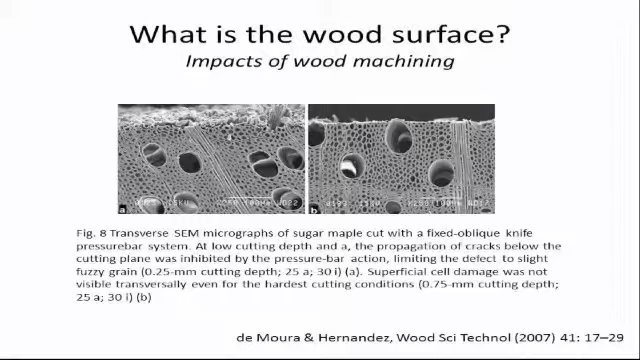 What is the wood surface?
Impacts of wood machining
a
b
Fig. 8 Transverse SEM micrographs of sugar maple cut with a fixed-oblique knife
pressurebar system. At low cutting depth and a, the propagation of cracks below the
cutting plane was inhibited by the pressure-bar action, limiting the defect to slight
fuzzy grain (0.25-mm cutting depth; 25 a; 30 i) (a). Superficial cell damage was not
visible transversally even for the hardest cutting conditions (0.75-mm cutting depth;
25 a; 30 i) (b)
de Moura & Hernandez, Wood Sci Technol (2007) 41: 17–29